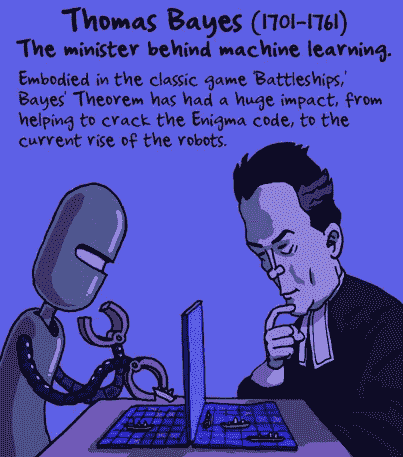 Thomas Bayes (1701-1761)
The minister behind machine learning.
Embodied in the classic game 'Battleships,'
Bayes' Theorem has had a huge impact, from
helping to crack the Enigma code, to the
current rise of the robots.